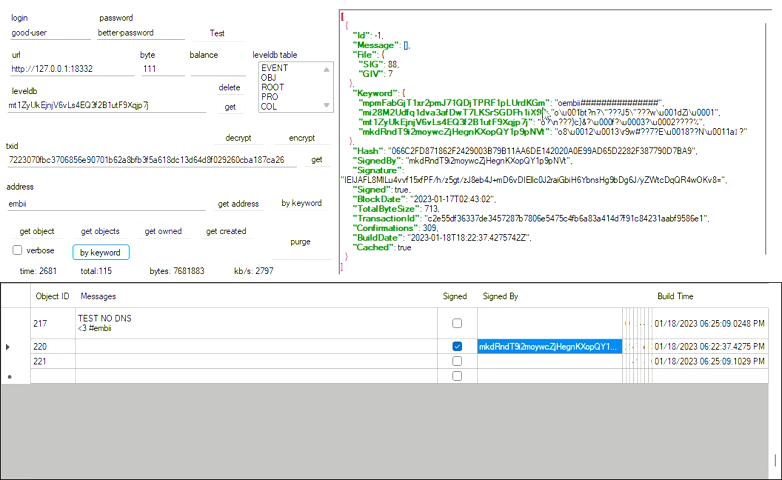 login password
good-user better-password Test
url byte balance leveldb table
http://127.0.0.1:18332 111
EVENT
OBJ
ROOT
PRO
COL
leveldb delete
mt1ZyUkEjnjV6vLs4EQ3f2B1utF9Xqjp7j get
decrypt encrypt
txid
7223070fbc3706856e90701b62a8bfb3f5a618dc13d64d8f029260cba187ca26 get
address
embii get address by keyword
get object get objects get owned get created
verbose by keyword purge
time: 2681 total:115 bytes: 7681883 kb/s: 2797
[
{
"Id": -1,
"Message": [],
"File": {
"SIG": 88,
"GIV": 7
},
"Keyword": {
"mpmFabGjT1xr2pmJ71QDjTPRF1pLUrdKGm": "oembii################"
"mt1ZyUkEjnjV6vLs4EQ3f2B1utF9Xqjp7j":
"mkdRndT9i2moywcZjHegnKXopQY1p9pNVt":
},
"Hash": "066C2FD871862F2429003B79B11AA6DE142020A0E99AD65D2282F387790D7BA9",
"SignedBy": "mkdRndT9i2moywcZjHegnKXopQY1p9pNVt",
"Signature":
"Signed": true,
"BlockDate": "2023-01-17T02:43:02",
"TotalByteSize": 713,
"TransactionId": "c2e55df36337de3457287b7806e5475c4fb6a83a414d7f91c84231aabf9586e1",
"Confirmations": 309,
"BuildDate": "2023-01-18T18:22:37.4275742Z",
"Cached": true
}
]
Object ID Messages Signed Signed By Build Time
217 TEST NO DNS
<3 #embii 01/18/2023 06:25:09.0248 PM
220 mkdRndT9i2moywcZjHegnKXopQY1... 01/18/2023 06:22:37.4275 PM
221 01/18/2023 06:25:09.1029 PM